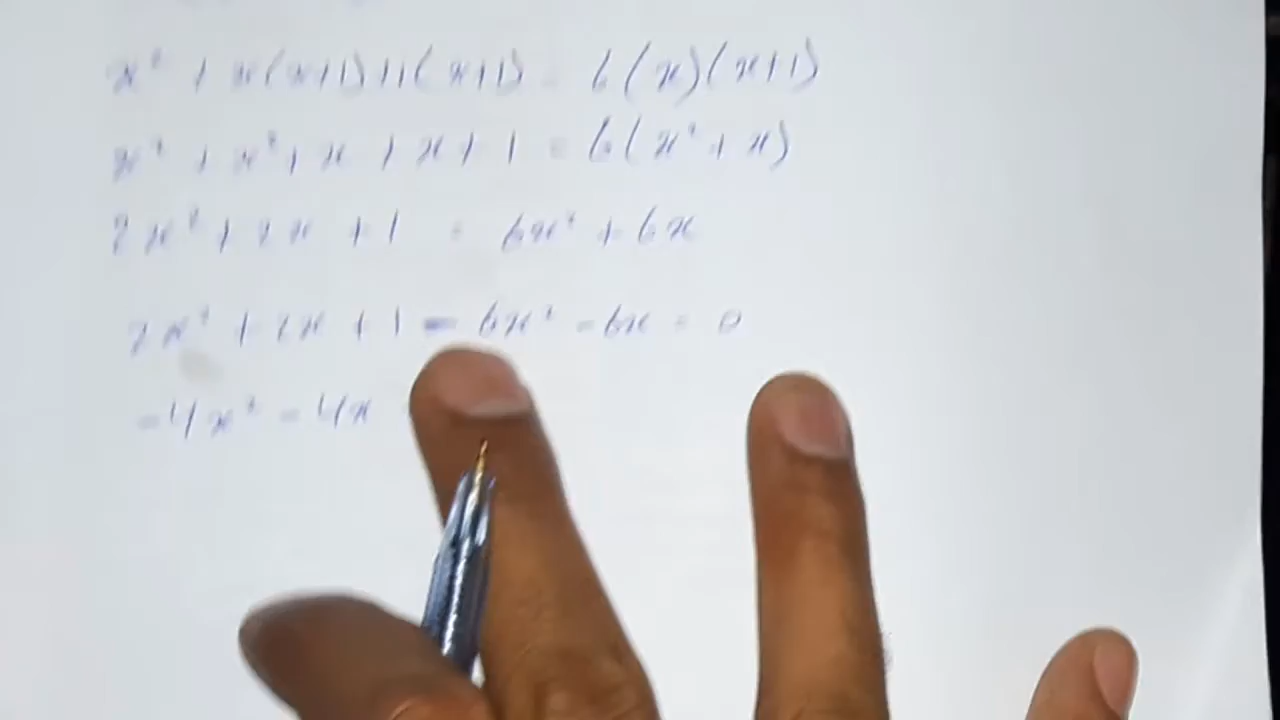 x² + x(x+1)+1(x+1) = 6(x)(x+1)
x² + x² + x + x + 1 = 6(x² + x)
2x² + 2x + 1 = 6x² + 6x
2x² + 2x + 1 - 6x² - 6x = 0
-4x² - 4x